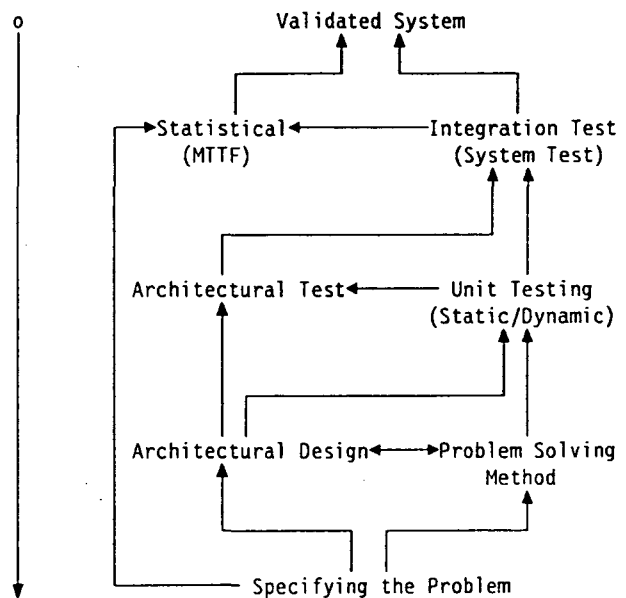 o
Validated System
Statistical
(MTTF)
Integration Test
(System Test)
Architectural Test
Unit Testing
(Static/Dynamic)
Architectural Design
Problem Solving
Method
Specifying the Problem